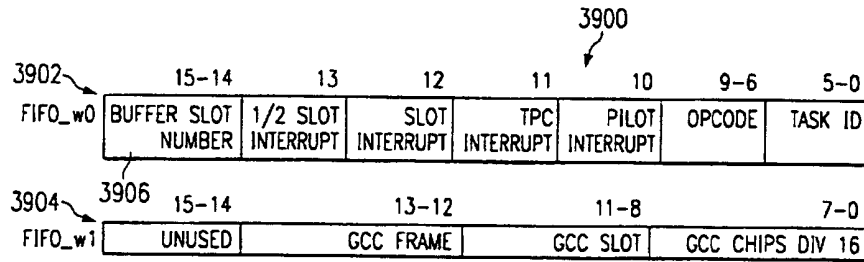 3900
3902
15-14 13 12 11 10 9-6 5-0
FIFO_w0 BUFFER SLOT 1/2 SLOT SLOT TPC PILOT OPCODE TASK ID
NUMBER INTERRUPT INTERRUPT INTERRUPT INTERRUPT
3906
3904
15-14 13-12 11-8 7-0
FIFO_w1 UNUSED GCC FRAME GCC SLOT GCC CHIPS DIV 16